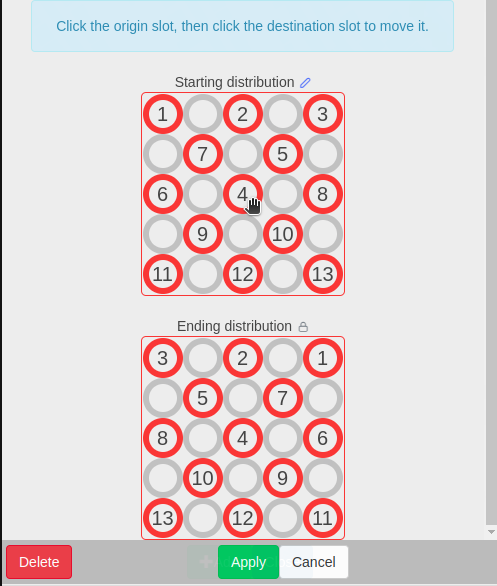 Click the origin slot, then click the destination slot to move it.
Starting distribution
1 2 3
7 5
6 4 8
9 10
11 12 13
Ending distribution
3 2 1
5 7
8 4 6
10 9
13 12 11
Delete Apply Cancel